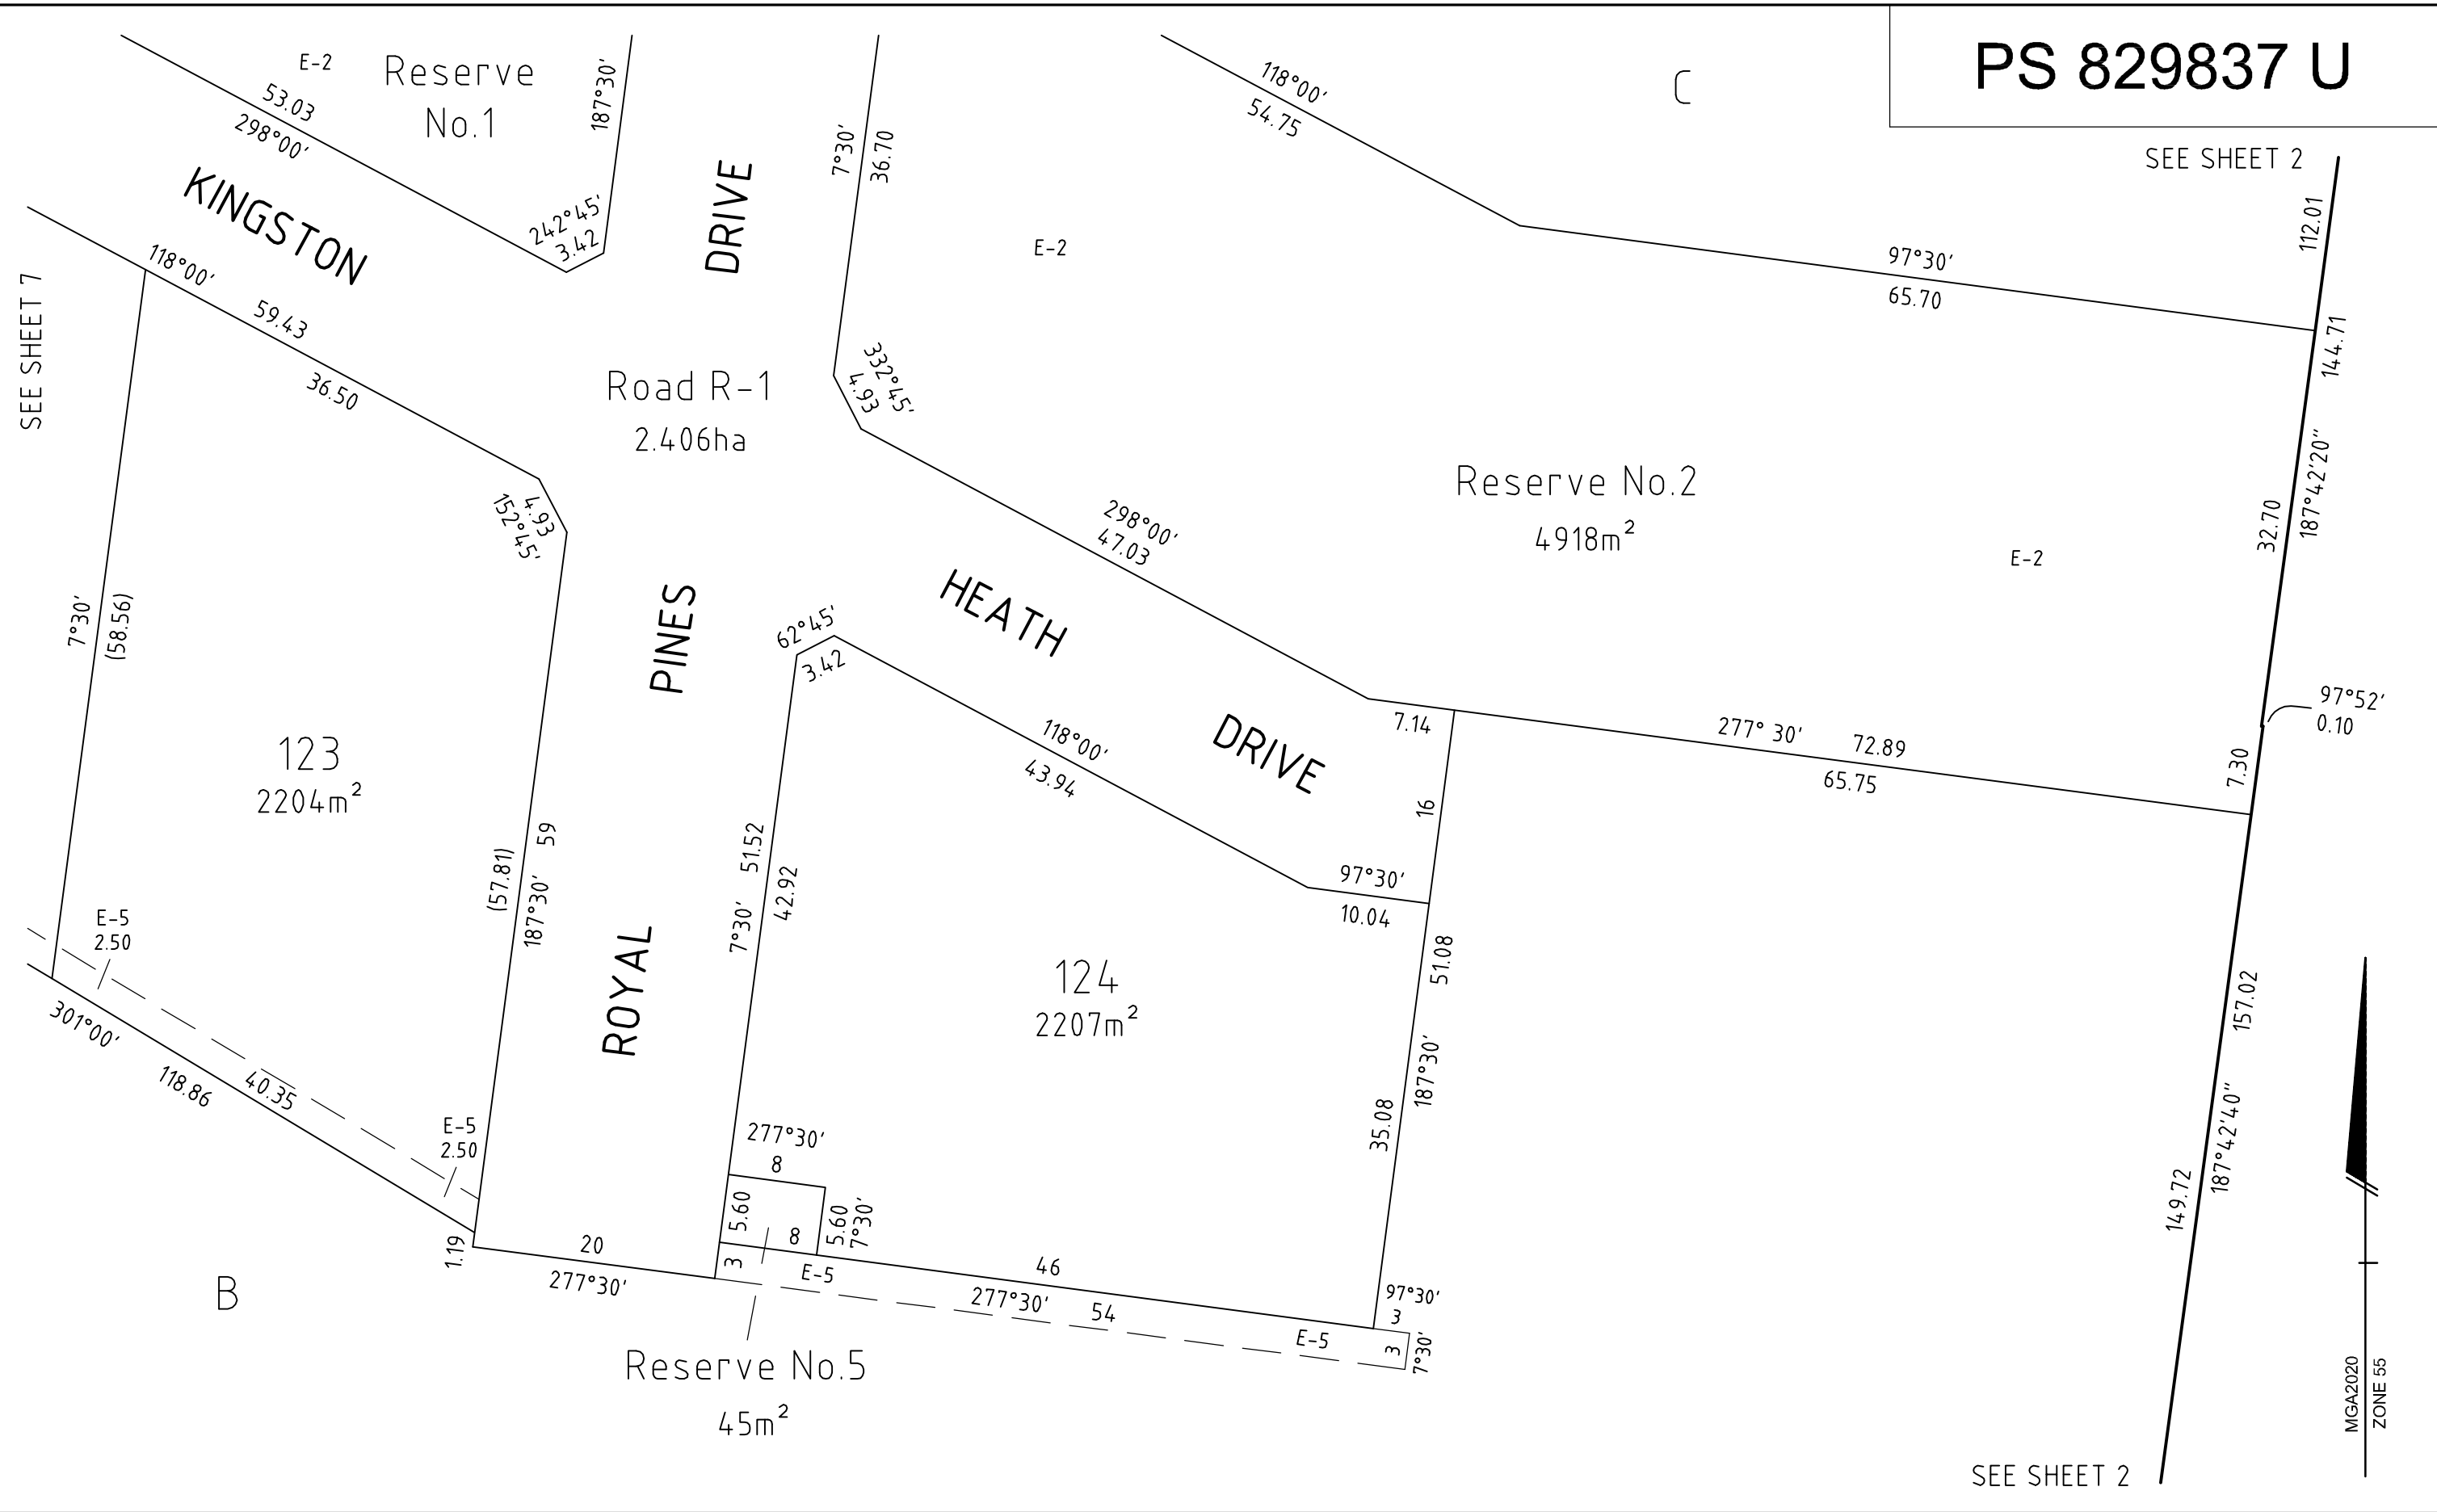 PS 829837 U
SEE SHEET 2
E-2
Reserve
No.1
53.03
298°00'
187°30'
242°45'
3.42
KINGSTON
DRIVE
7°30'
36.70
118°00'
54.75
C
E-2
97°30'
65.70
112.01
144.71
187°42'20"
32.70
SEE SHEET 7
118°00'
59.43
36.50
4.93
152°45'
Road R-1
2.406ha
332°45'
4.93
298°00'
47.03
Reserve No.2
4918m²
E-2
7°30'
(58.56)
123
2204m²
(57.81)
187°30'
59
PINES
ROYAL
62°45'
3.42
HEATH
DRIVE
118°00'
43.94
7.14
277° 30'
72.89
65.75
97°52'
0.10
7.30
16
97°30'
10.04
7°30'
51.52
42.92
124
2207m²
51.08
187°30'
35.08
157.02
187°42'40"
149.72
E-5
2.50
301°00'
118.86
40.35
E-5
2.50
1.19
20
277°30'
277°30'
8
5.60
8
5.60
7°30'
3
E-5
46
277°30'
54
E-5
97°30'
3
3
7°30'
B
Reserve No.5
45m²
MGA2020
ZONE 55
SEE SHEET 2